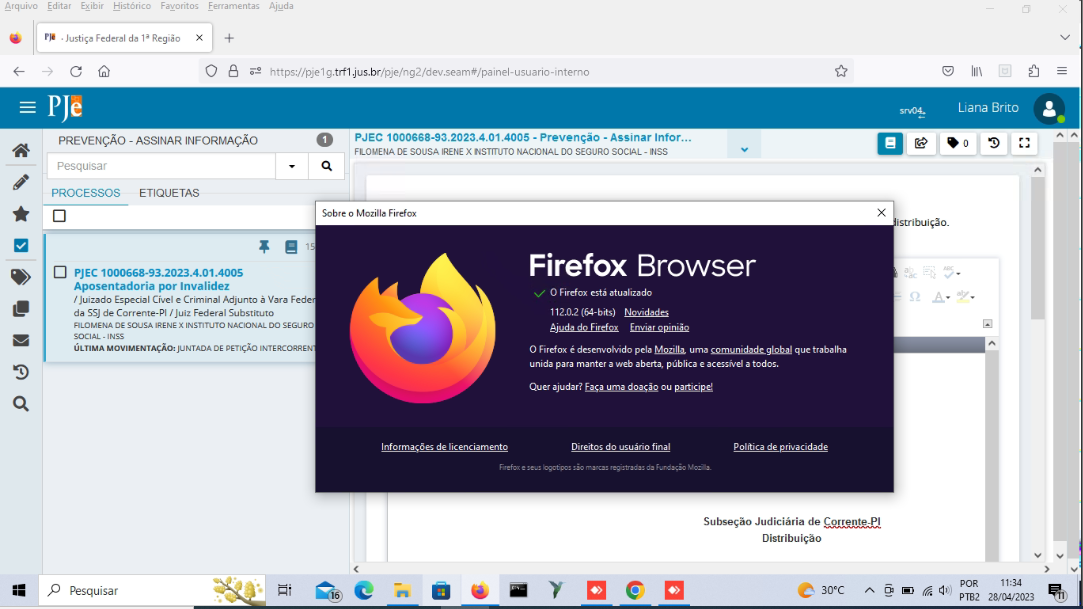 Arquivo Editar Exibir Histórico Favoritos Ferramentas Ajuda
PJe - Justiça Federal da 1ª Região
https://pje1g.trf1.jus.br/pje/ng2/dev.seam#/painel-usuario-interno
PJe
srv04
Liana Brito
PREVENÇÃO - ASSINAR INFORMAÇÃO 1
Pesquisar
PROCESSOS ETIQUETAS
PJEC 1000668-93.2023.4.01.4005 - Prevenção - Assinar Infor...
FILOMENA DE SOUSA IRENE X INSTITUTO NACIONAL DO SEGURO SOCIAL - INSS
0
15
PJEC 1000668-93.2023.4.01.4005
Aposentadoria por Invalidez
/ Juizado Especial Cível e Criminal Adjunto à Vara Feder
da SSJ de Corrente-PI / Juiz Federal Substituto
FILOMENA DE SOUSA IRENE X INSTITUTO NACIONAL DO SEGURO
SOCIAL - INSS
ÚLTIMA MOVIMENTAÇÃO: JUNTADA DE PETIÇÃO INTERCORRENT
distribuição.
Sobre o Mozilla Firefox
Firefox Browser
O Firefox está atualizado
112.0.2 (64-bits) Novidades
Ajuda do Firefox Enviar opinião
O Firefox é desenvolvido pela Mozilla, uma comunidade global que trabalha
unida para manter a web aberta, pública e acessível a todos.
Quer ajudar? Faça uma doação ou participe!
Informações de licenciamento Direitos do usuário final Política de privacidade
Firefox e seus logotipos são marcas registradas da Fundação Mozilla.
Subseção Judiciária de Corrente-PI
Distribuição
Pesquisar
16
30°C
POR
PTB2
11:34
28/04/2023
11